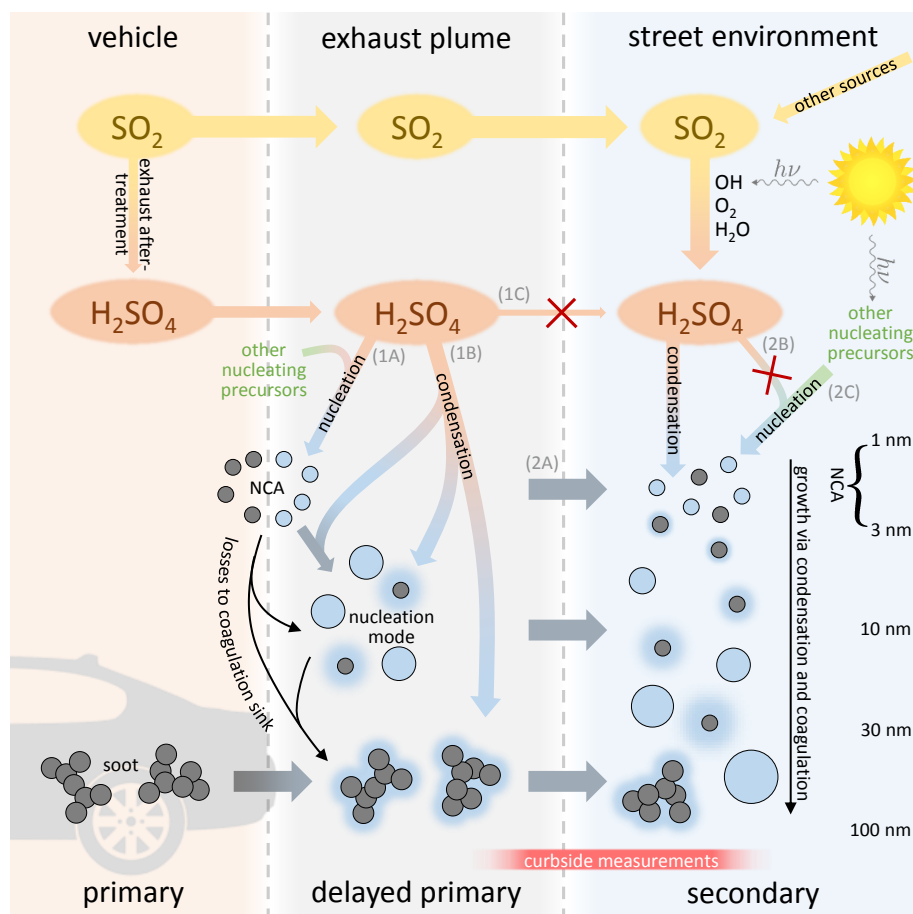 vehicle
exhaust plume
street environment
other sources
SO2
SO2
SO2
exhaust after-
treatment
OH
O2
H2O
hν
hν
H2SO4
H2SO4
H2SO4
(1C)
other
nucleating
precursors
(1A)
(1B)
nucleation
condensation
condensation
(2B)
other
nucleating
precursors
(2C)
nucleation
NCA
(2A)
1 nm
NCA
3 nm
losses to coagulation sink
nucleation
mode
growth via condensation and coagulation
10 nm
30 nm
soot
100 nm
curbside measurements
primary
delayed primary
secondary